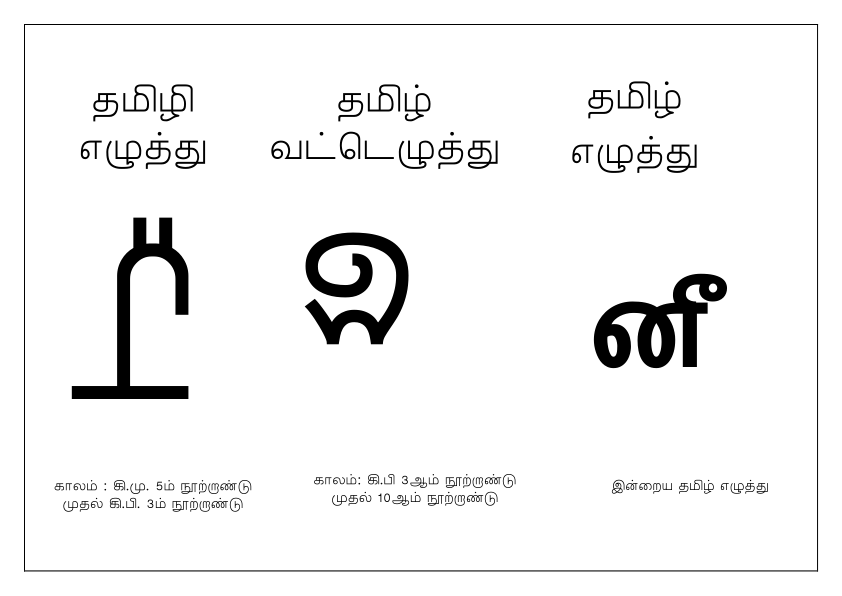 தமிழி
எழுத்து
தமிழ்
வட்டெழுத்து
தமிழ்
எழுத்து
னீ
காலம் : கி.மு. 5ம் நூற்றாண்டு
முதல் கி.பி. 3ம் நூற்றாண்டு
காலம்: கி.பி 3ஆம் நூற்றாண்டு
முதல் 10ஆம் நூற்றாண்டு
இன்றைய தமிழ் எழுத்து